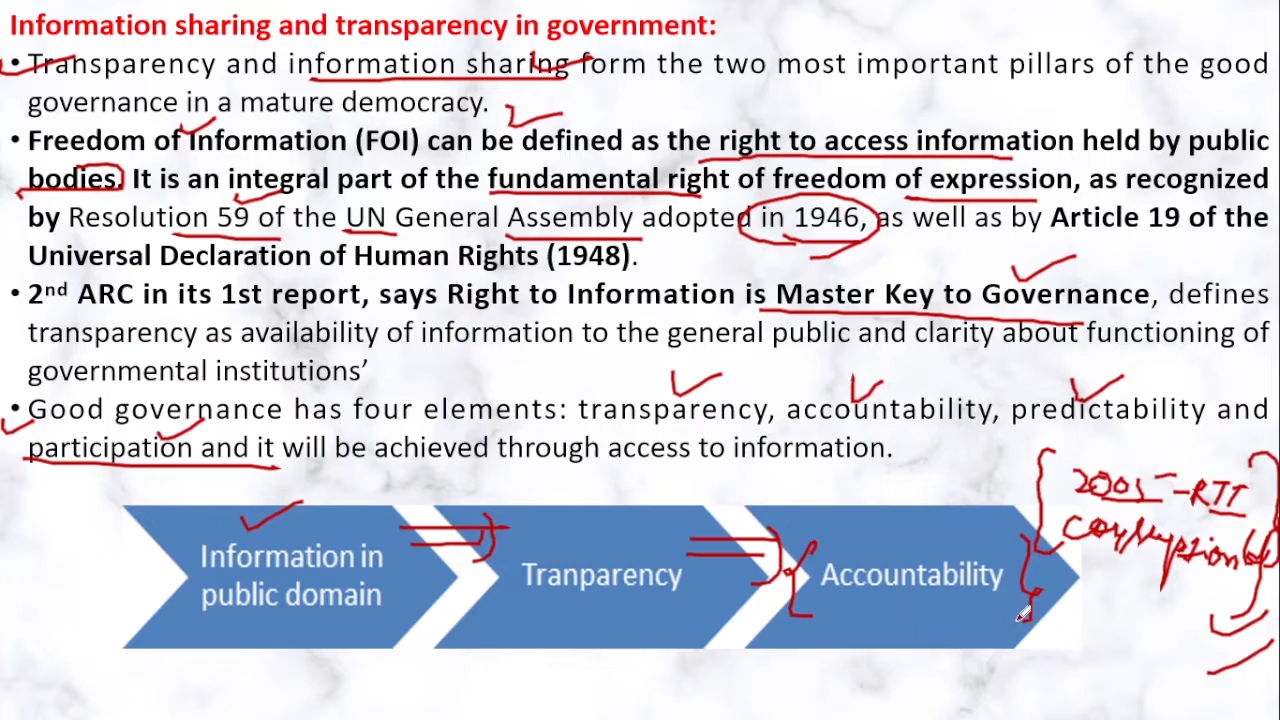 Information sharing and transparency in government:
• Transparency and information sharing form the two most important pillars of the good
governance in a mature democracy.
• Freedom of Information (FOI) can be defined as the right to access information held by public
bodies. It is an integral part of the fundamental right of freedom of expression, as recognized
by Resolution 59 of the UN General Assembly adopted in 1946, as well as by Article 19 of the
Universal Declaration of Human Rights (1948).
• 2nd ARC in its 1st report, says Right to Information is Master Key to Governance, defines
transparency as availability of information to the general public and clarity about functioning of
governmental institutions’
• Good governance has four elements: transparency, accountability, predictability and
participation and it will be achieved through access to information.
2005 - RTI
corruption
Information in
public domain
Tranparency
Accountability